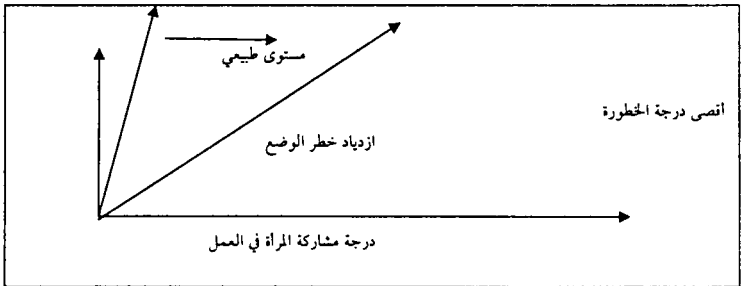 مستوى طبيعي
أقصى درجة الخطورة
ازدياد خطر الوضع
درجة مشاركة المرأة في العمل